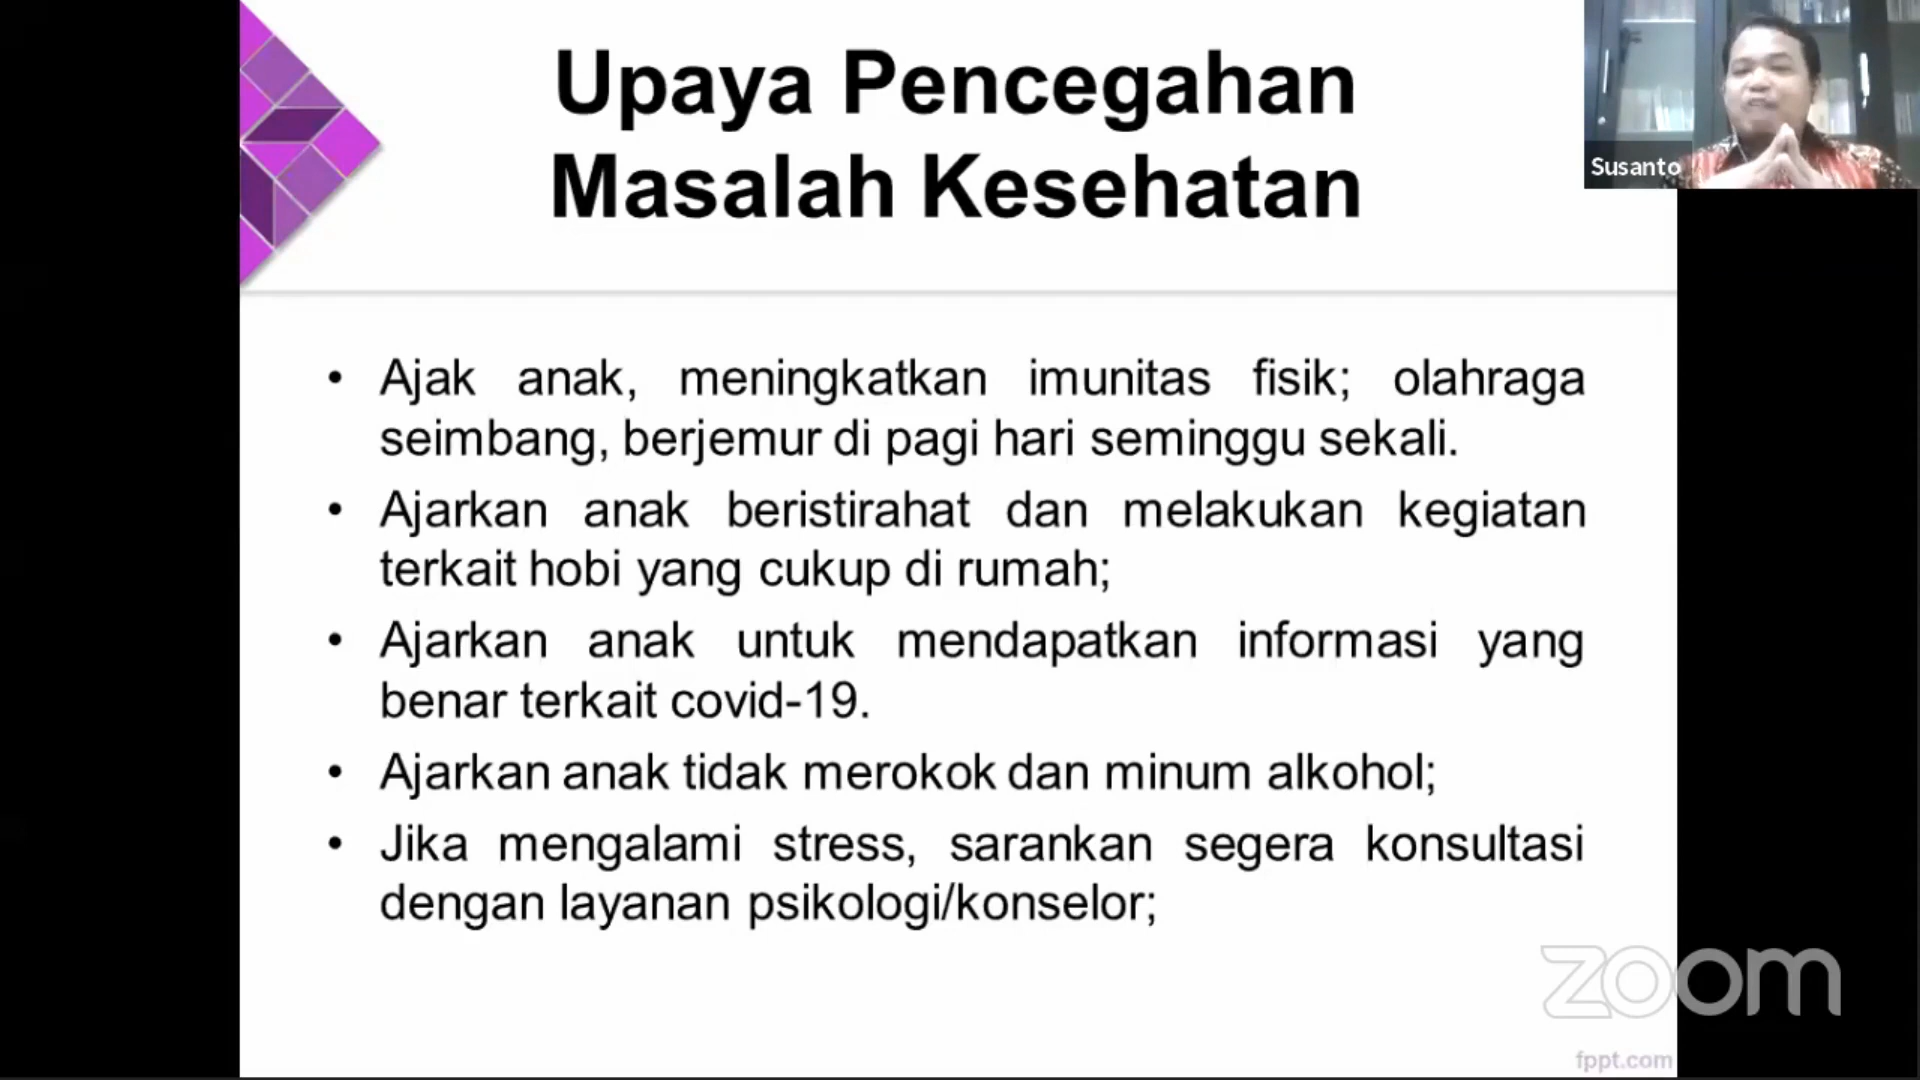 Upaya Pencegahan
Masalah Kesehatan
Susanto
• Ajak anak, meningkatkan imunitas fisik; olahraga
seimbang, berjemur di pagi hari seminggu sekali.
• Ajarkan anak beristirahat dan melakukan kegiatan
terkait hobi yang cukup di rumah;
• Ajarkan anak untuk mendapatkan informasi yang
benar terkait covid-19.
• Ajarkan anak tidak merokok dan minum alkohol;
• Jika mengalami stress, sarankan segera konsultasi
dengan layanan psikologi/konselor;
zoom
fppt.com